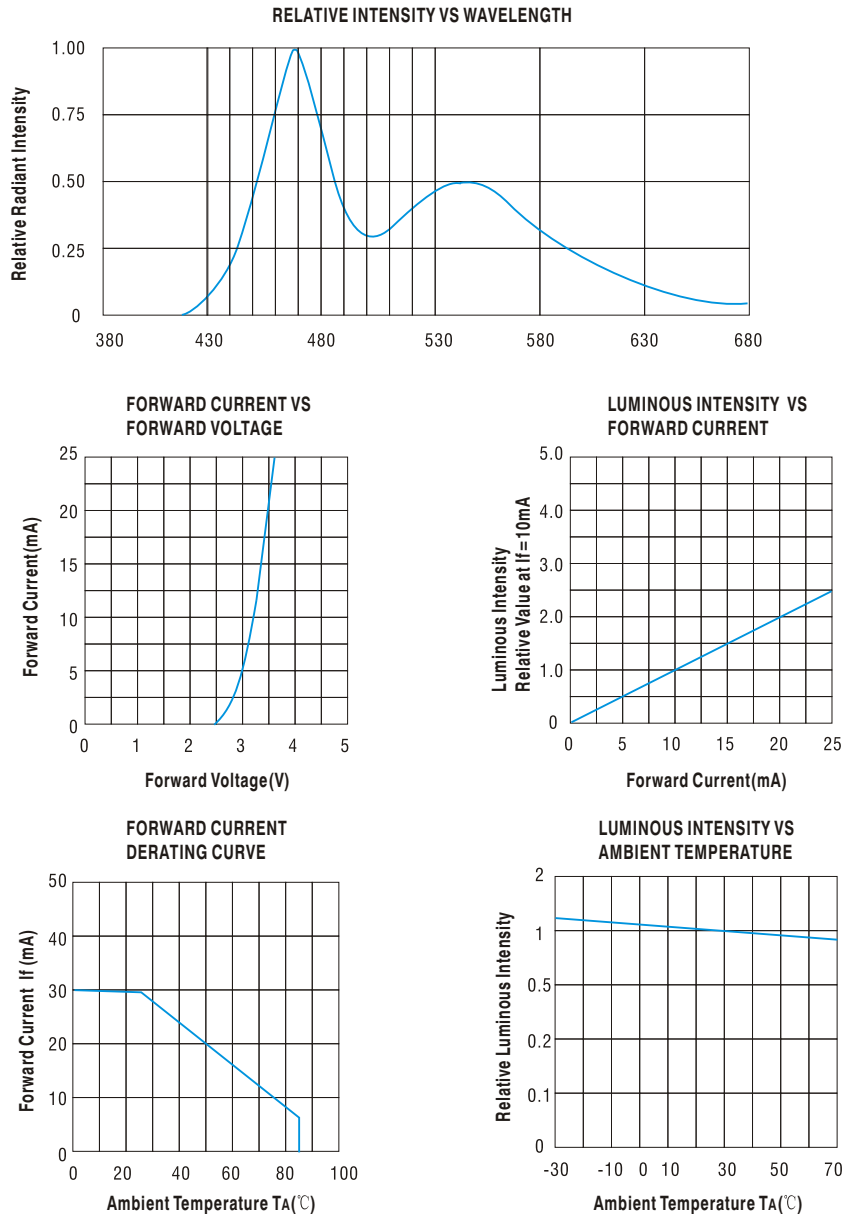 RELATIVE INTENSITY VS WAVELENGTH
Relative Radiant Intensity
1.00
0.75
0.50
0.25
0
380 430 480 530 580 630 680
FORWARD CURRENT VS
FORWARD VOLTAGE
Forward Current(mA)
25
20
15
10
5
0
0 1 2 3 4 5
Forward Voltage(V)
LUMINOUS INTENSITY VS
FORWARD CURRENT
Luminous Intensity
Relative Value at If=10mA
5.0
4.0
3.0
2.0
1.0
0
0 5 10 15 20 25
Forward Current(mA)
FORWARD CURRENT
DERATING CURVE
Forward Current If (mA)
50
40
30
20
10
0
0 20 40 60 80 100
Ambient Temperature TA(℃)
LUMINOUS INTENSITY VS
AMBIENT TEMPERATURE
Relative Luminous Intensity
2
1
0.5
0.2
0.1
0
-30 -10 0 10 30 50 70
Ambient Temperature TA(℃)